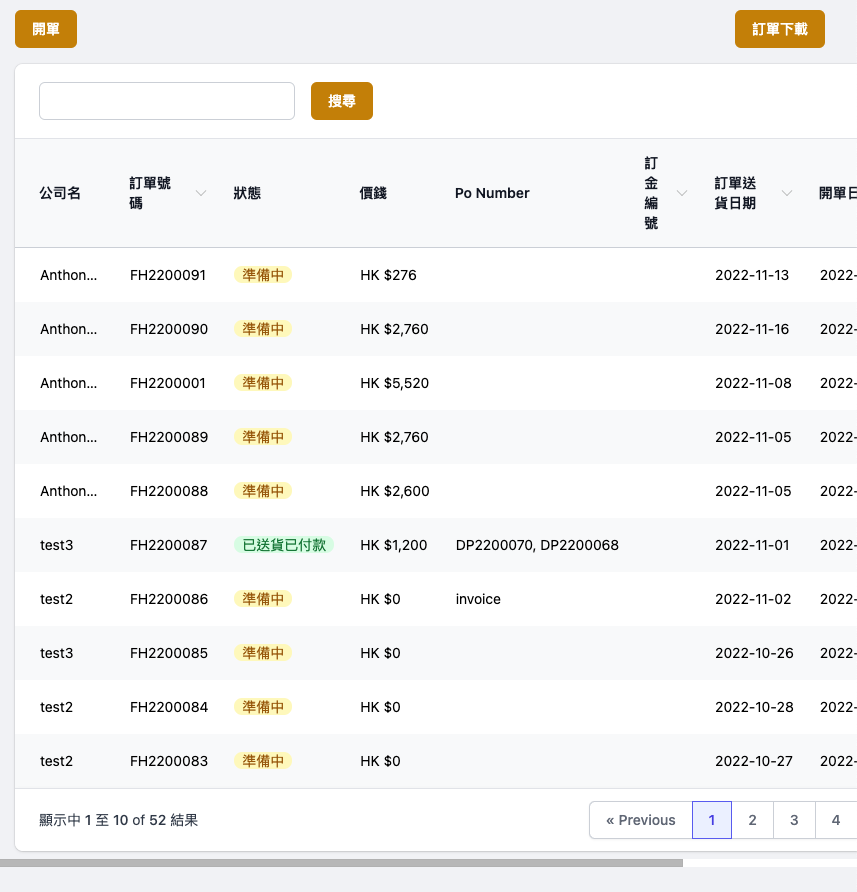 開單 訂單下載
搜尋
公司名 訂單號碼 狀態 價錢 Po Number 訂金編號 訂單送貨日期 開單日
Anthon... FH2200091 準備中 HK $276 2022-11-13 2022-
Anthon... FH2200090 準備中 HK $2,760 2022-11-16 2022-
Anthon... FH2200001 準備中 HK $5,520 2022-11-08 2022-
Anthon... FH2200089 準備中 HK $2,760 2022-11-05 2022-
Anthon... FH2200088 準備中 HK $2,600 2022-11-05 2022-
test3 FH2200087 已送貨已付款 HK $1,200 DP2200070, DP2200068 2022-11-01 2022-
test2 FH2200086 準備中 HK $0 invoice 2022-11-02 2022-
test3 FH2200085 準備中 HK $0 2022-10-26 2022-
test2 FH2200084 準備中 HK $0 2022-10-28 2022-
test2 FH2200083 準備中 HK $0 2022-10-27 2022-
顯示中 1 至 10 of 52 結果 « Previous 1 2 3 4